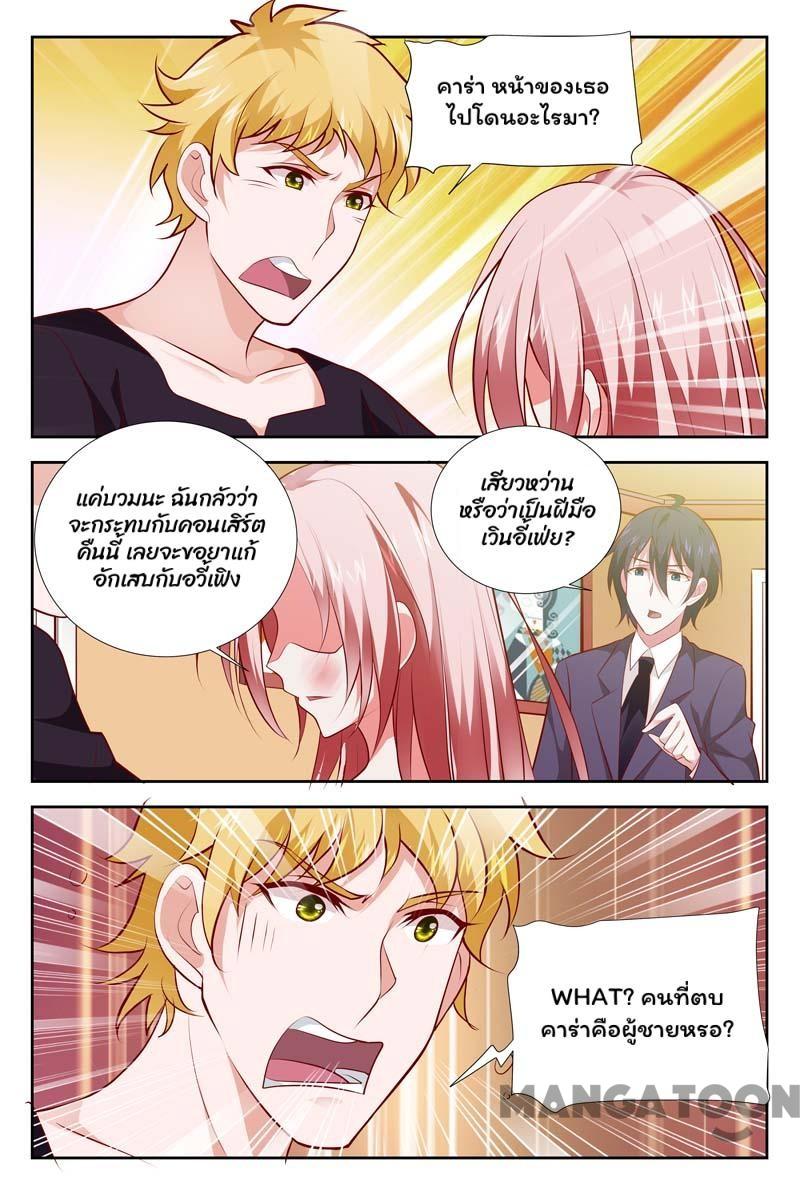 คาร่า หน้าของเธอ
ไปโดนอะไรมา?
แค่บวมนะ ฉันกลัวว่า
จะกระทบกับคอนเสิร์ต
คืนนี้ เลยจะขอยาแก้
อักเสบกับอวี้เฟิง
เสียวหว่าน
หรือว่าเป็นฝีมือ
เวินอี้เฟ่ย?
WHAT? คนที่ตบ
คาร่าคือผู้ชายหรอ?
MANGATOON